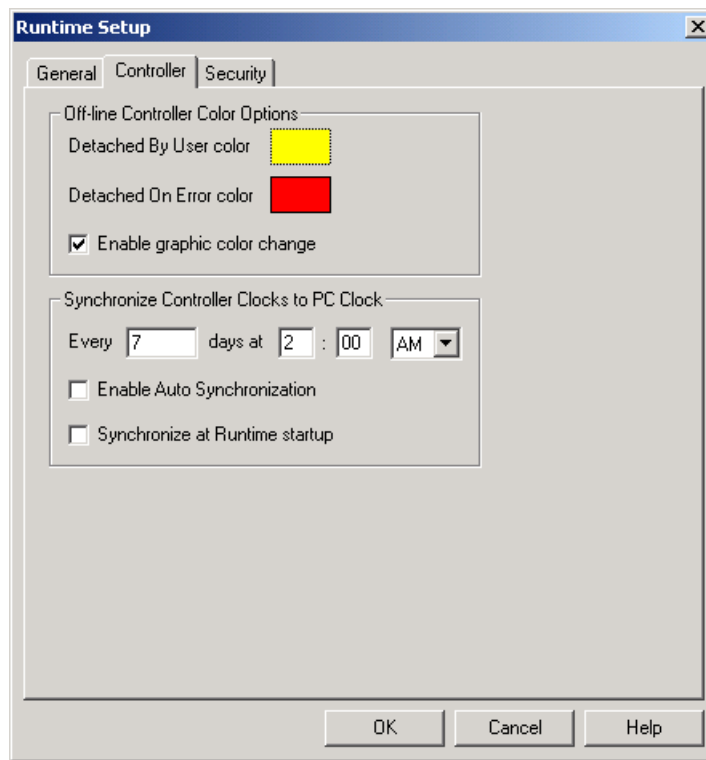 Runtime Setup
General Controller Security
Off-line Controller Color Options
Detached By User color
Detached On Error color
Enable graphic color change
Synchronize Controller Clocks to PC Clock
Every 7 days at 2 : 00 AM
Enable Auto Synchronization
Synchronize at Runtime startup
OK Cancel Help